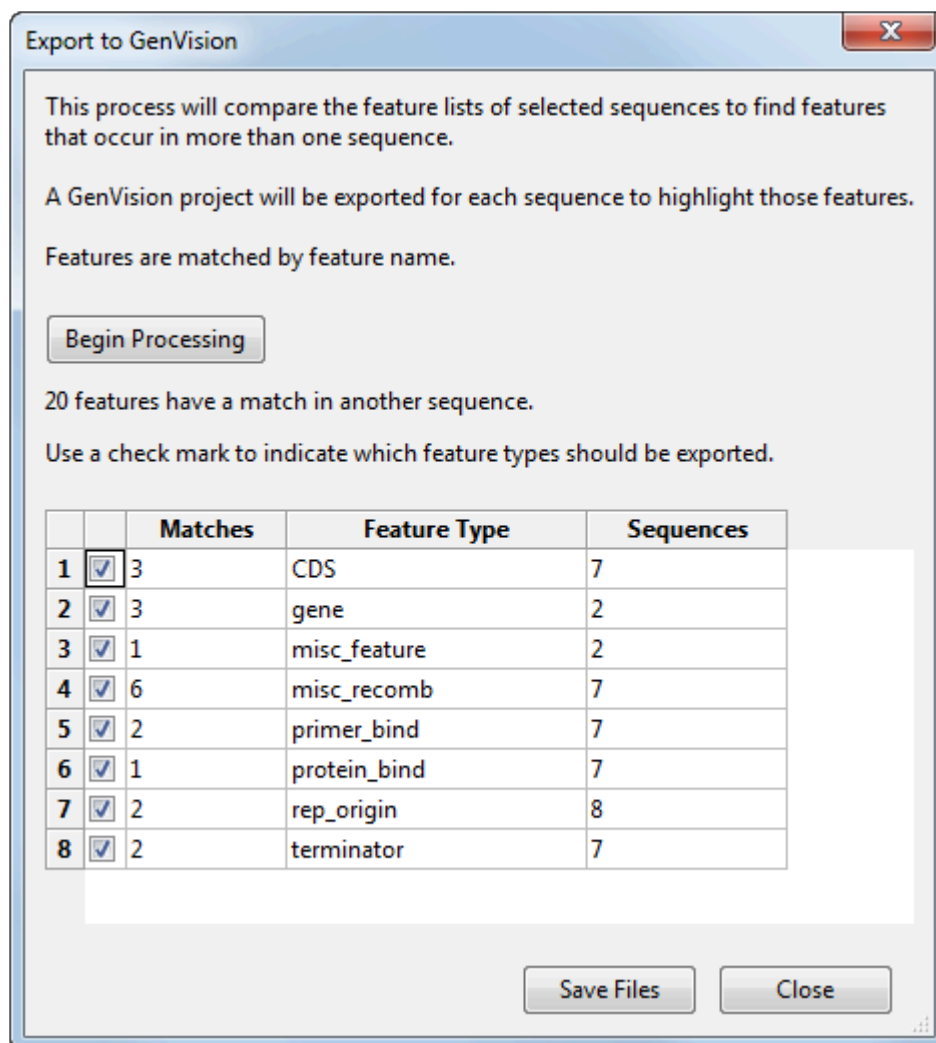 Export to GenVision
This process will compare the feature lists of selected sequences to find features
that occur in more than one sequence.
A GenVision project will be exported for each sequence to highlight those features.
Features are matched by feature name.
Begin Processing
20 features have a match in another sequence.
Use a check mark to indicate which feature types should be exported.
Matches Feature Type Sequences
1 3 CDS 7
2 3 gene 2
3 1 misc_feature 2
4 6 misc_recomb 7
5 2 primer_bind 7
6 1 protein_bind 7
7 2 rep_origin 8
8 2 terminator 7
Save Files Close